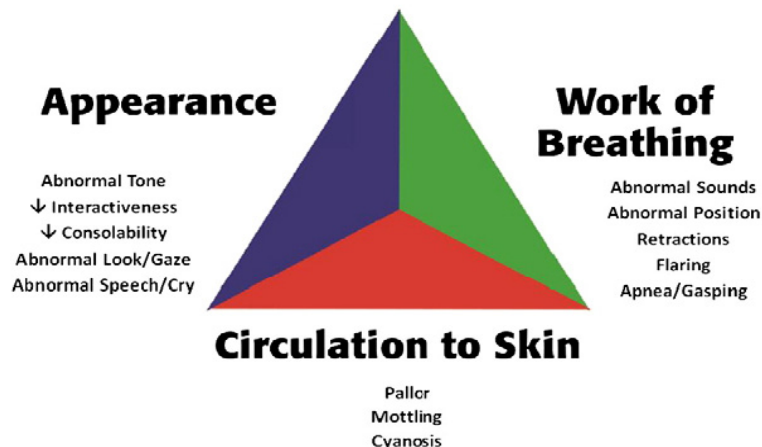 Appearance
Abnormal Tone
↓ Interactiveness
↓ Consolability
Abnormal Look/Gaze
Abnormal Speech/Cry
Work of
Breathing
Abnormal Sounds
Abnormal Position
Retractions
Flaring
Apnea/Gasping
Circulation to Skin
Pallor
Mottling
Cyanosis